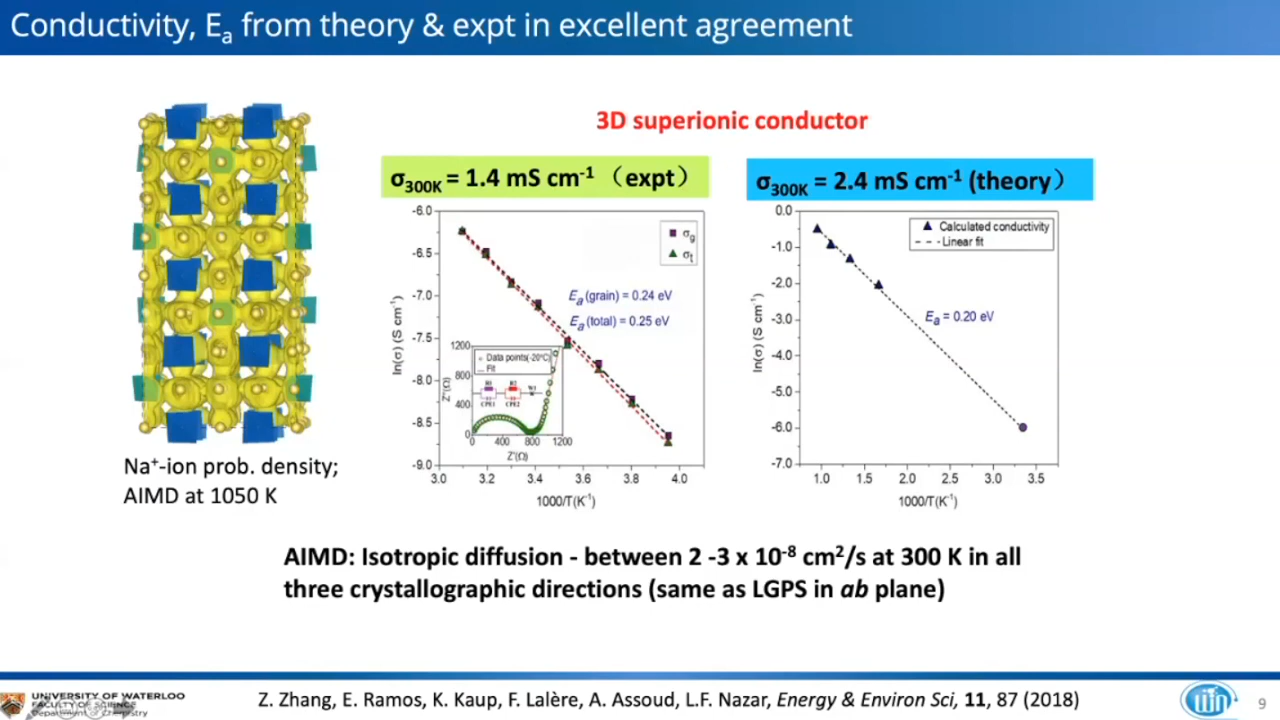 Conductivity, Ea from theory & expt in excellent agreement
3D superionic conductor
σ300K = 1.4 mS cm-1 （expt）
σ300K = 2.4 mS cm-1 (theory）
-6.0
-6.5
-7.0
-7.5
-8.0
-8.5
-9.0
ln(σ) (S cm-1)
σg
σt
Ea (grain) = 0.24 eV
Ea (total) = 0.25 eV
1200
800
400
0
Z''(Ω)
Data points(-20°C)
Fit
R1 R2 W1
CPE1 CPE2
0 400 800 1200
Z'(Ω)
3.0 3.2 3.4 3.6 3.8 4.0
1000/T(K-1)
0.0
-1.0
-2.0
-3.0
-4.0
-5.0
-6.0
-7.0
ln(σ) (S cm-1)
Calculated conductivity
Linear fit
Ea = 0.20 eV
1.0 1.5 2.0 2.5 3.0 3.5
1000/T(K-1)
Na+-ion prob. density;
AIMD at 1050 K
AIMD: Isotropic diffusion - between 2 -3 x 10-8 cm2/s at 300 K in all
three crystallographic directions (same as LGPS in ab plane)
UNIVERSITY OF WATERLOO
FACULTY OF SCIENCE
Department of Chemistry
Z. Zhang, E. Ramos, K. Kaup, F. Lalère, A. Assoud, L.F. Nazar, Energy & Environ Sci, 11, 87 (2018)
9